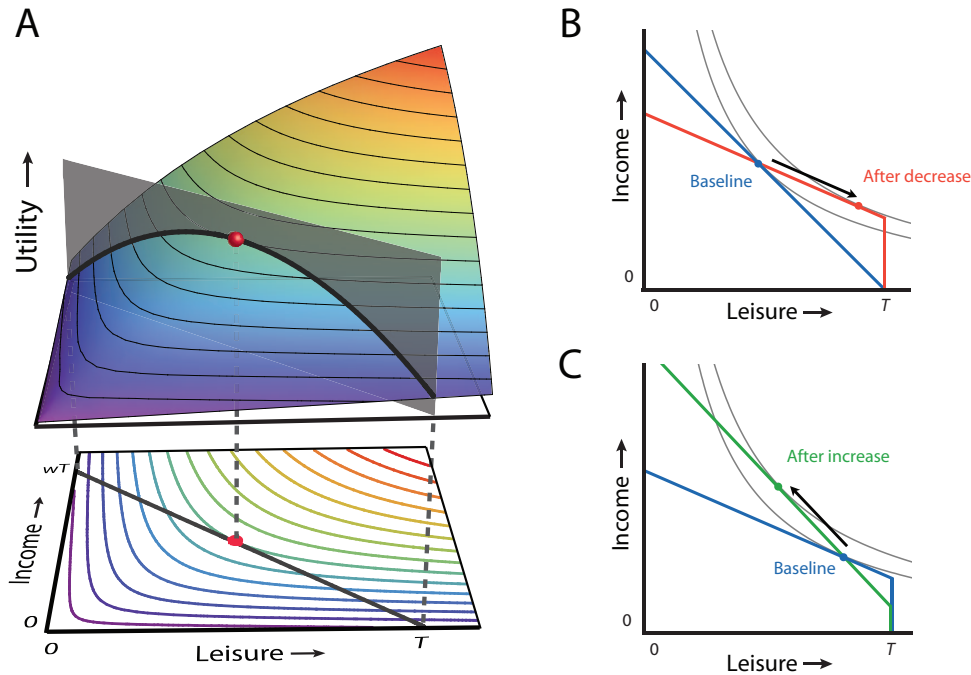 A
Utility →
wT
Income →
O
O
Leisure →
T
B
Income →
Baseline
After decrease
0
0
Leisure →
T
C
Income →
After increase
Baseline
0
0
Leisure →
T